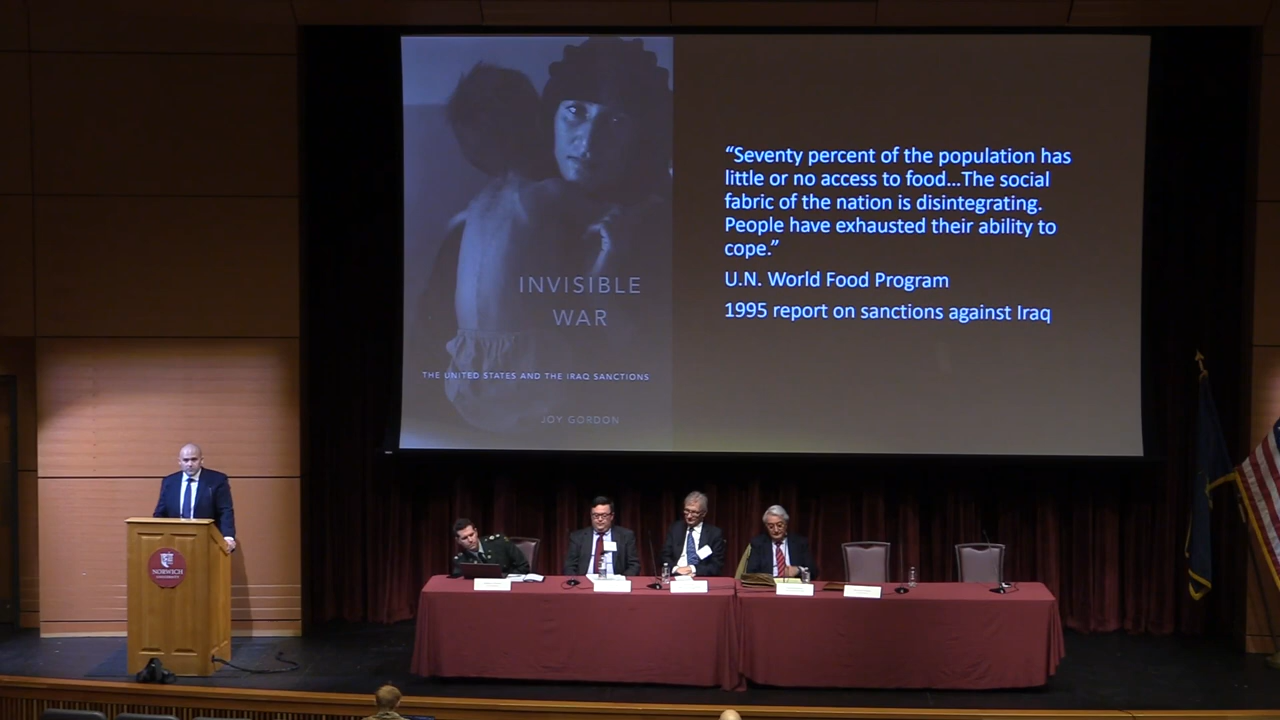 INVISIBLE
WAR
THE UNITED STATES AND THE IRAQ SANCTIONS
JOY GORDON
“Seventy percent of the population has
little or no access to food...The social
fabric of the nation is disintegrating.
People have exhausted their ability to
cope.”
U.N. World Food Program
1995 report on sanctions against Iraq
NORWICH
UNIVERSITY